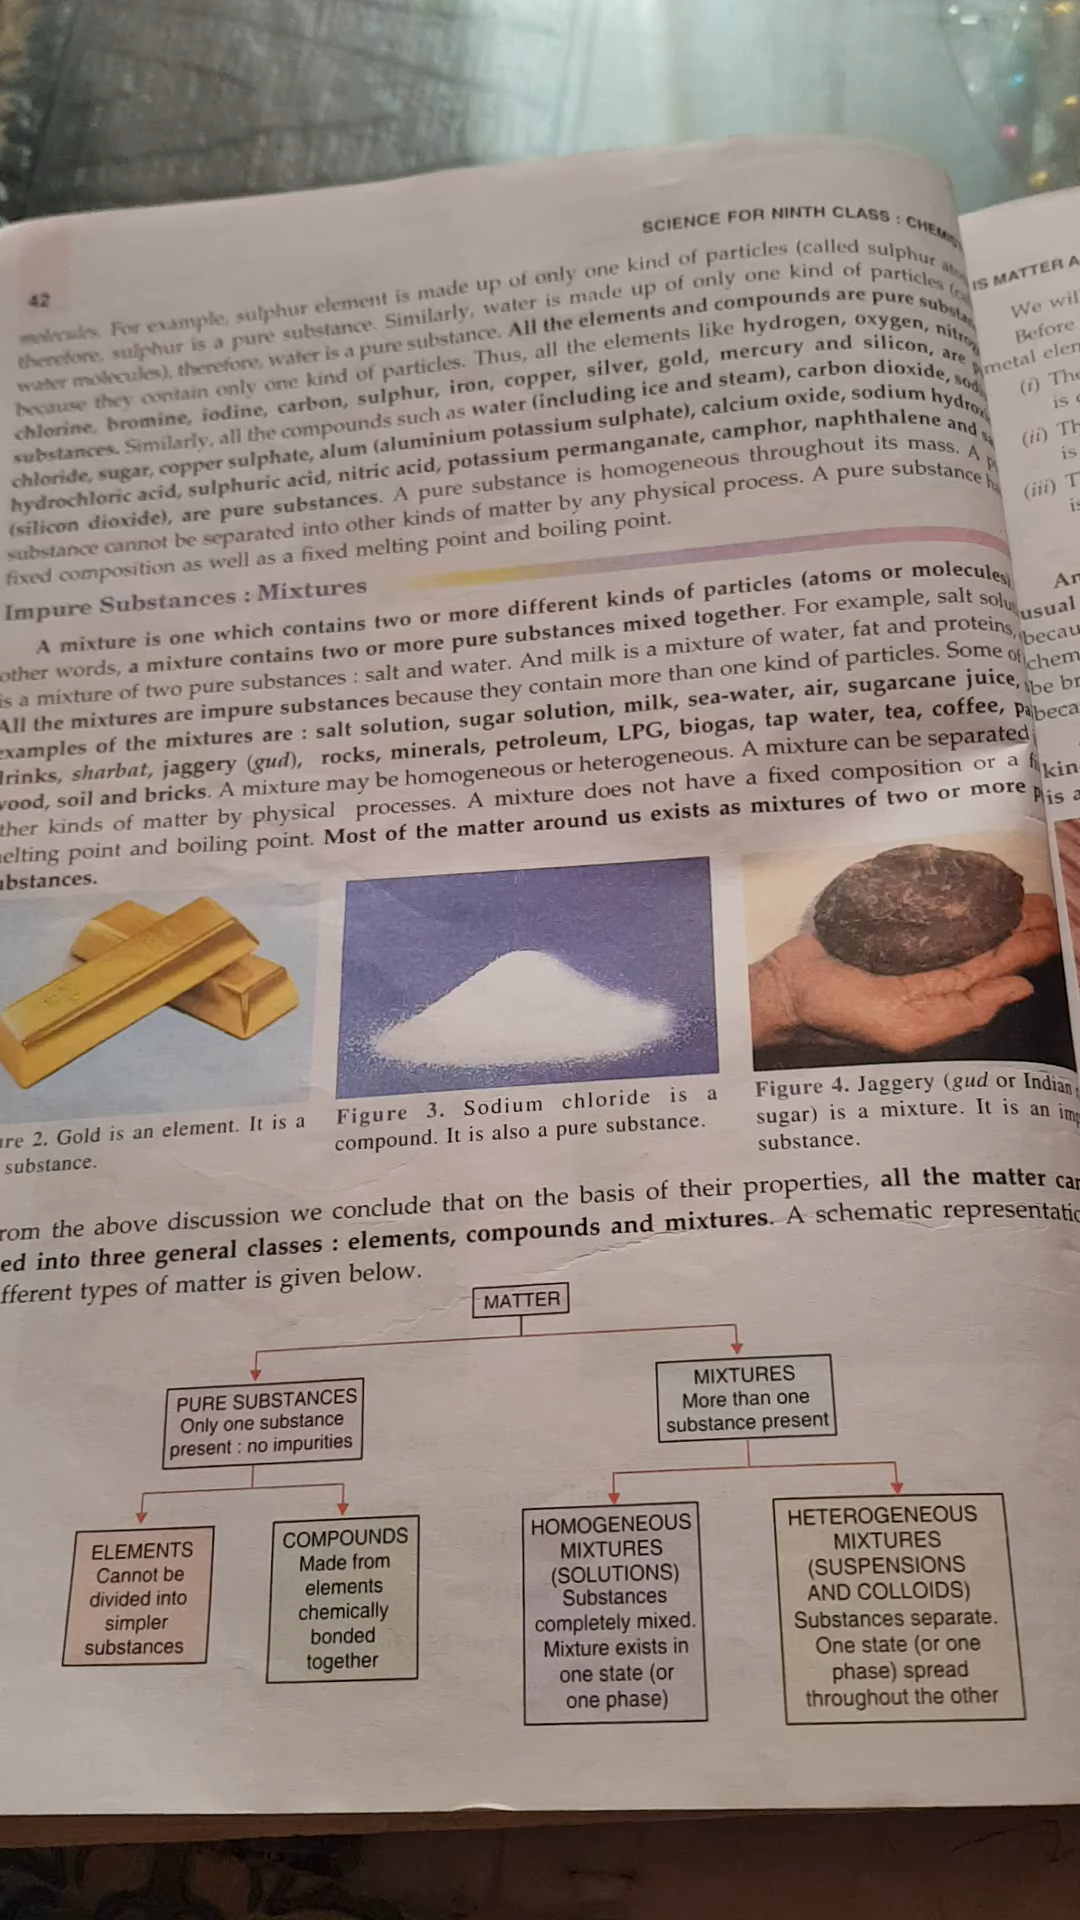 42
SCIENCE FOR NINTH CLASS : CHEMIS
molecules. For example, sulphur element is made up of only one kind of particles (called sulphur
therefore, sulphur is a pure substance. Similarly, water is made up of only one kind of particles
water molecules), therefore, water is a pure substance. All the elements and compounds are pure subst
because they contain only one kind of particles. Thus, all the elements like hydrogen, oxygen, nitro
chlorine, bromine, iodine, carbon, sulphur, iron, copper, silver, gold, mercury and silicon, are
substances. Similarly, all the compounds such as water (including ice and steam), carbon dioxide, sod
chloride, sugar, copper sulphate, alum (aluminium potassium sulphate), calcium oxide, sodium hydro
hydrochloric acid, sulphuric acid, nitric acid, potassium permanganate, camphor, naphthalene and
(silicon dioxide), are pure substances. A pure substance is homogeneous throughout its mass. A
substance cannot be separated into other kinds of matter by any physical process. A pure substance
fixed composition as well as a fixed melting point and boiling point.
Impure Substances : Mixtures
A mixture is one which contains two or more different kinds of particles (atoms or molecules)
other words, a mixture contains two or more pure substances mixed together. For example, salt solu
is a mixture of two pure substances : salt and water. And milk is a mixture of water, fat and proteins,
All the mixtures are impure substances because they contain more than one kind of particles. Some of
examples of the mixtures are : salt solution, sugar solution, milk, sea-water, air, sugarcane juice,
drinks, sharbat, jaggery (gud), rocks, minerals, petroleum, LPG, biogas, tap water, tea, coffee, pa
wood, soil and bricks. A mixture may be homogeneous or heterogeneous. A mixture can be separated
ther kinds of matter by physical processes. A mixture does not have a fixed composition or a
elting point and boiling point. Most of the matter around us exists as mixtures of two or more
ubstances.
ure 2. Gold is an element. It is a
substance.
Figure 3. Sodium chloride is a
compound. It is also a pure substance.
Figure 4. Jaggery (gud or Indian
sugar) is a mixture. It is an imp
substance.
rom the above discussion we conclude that on the basis of their properties, all the matter can
ed into three general classes : elements, compounds and mixtures. A schematic representatio
fferent types of matter is given below.
MATTER
PURE SUBSTANCES
Only one substance
present : no impurities
MIXTURES
More than one
substance present
ELEMENTS
Cannot be
divided into
simpler
substances
COMPOUNDS
Made from
elements
chemically
bonded
together
HOMOGENEOUS
MIXTURES
(SOLUTIONS)
Substances
completely mixed.
Mixture exists in
one state (or
one phase)
HETEROGENEOUS
MIXTURES
(SUSPENSIONS
AND COLLOIDS)
Substances separate.
One state (or one
phase) spread
throughout the other
IS MATTER A
We wil
Before
metal elem
(i) The
is
(ii) Th
is
(iii) T
is
An
usual
becau
chem
be br
beca
kin
is a